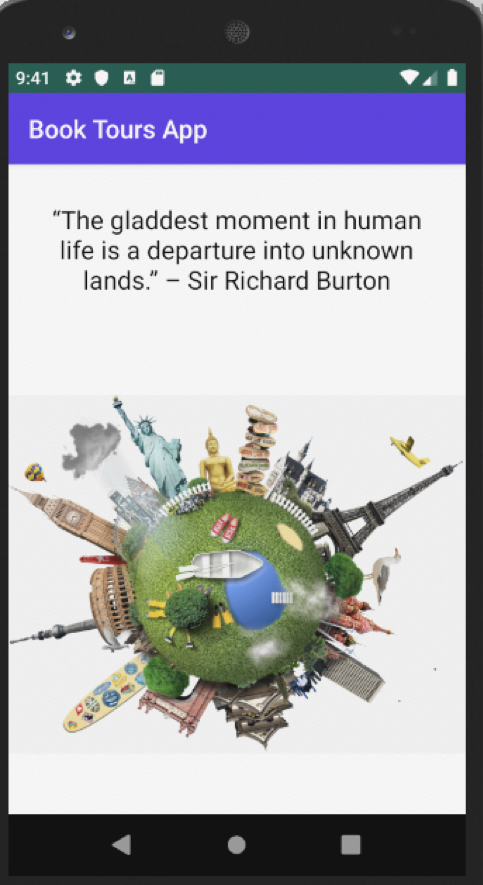 9:41
Book Tours App
“The gladdest moment in human
life is a departure into unknown
lands.” – Sir Richard Burton